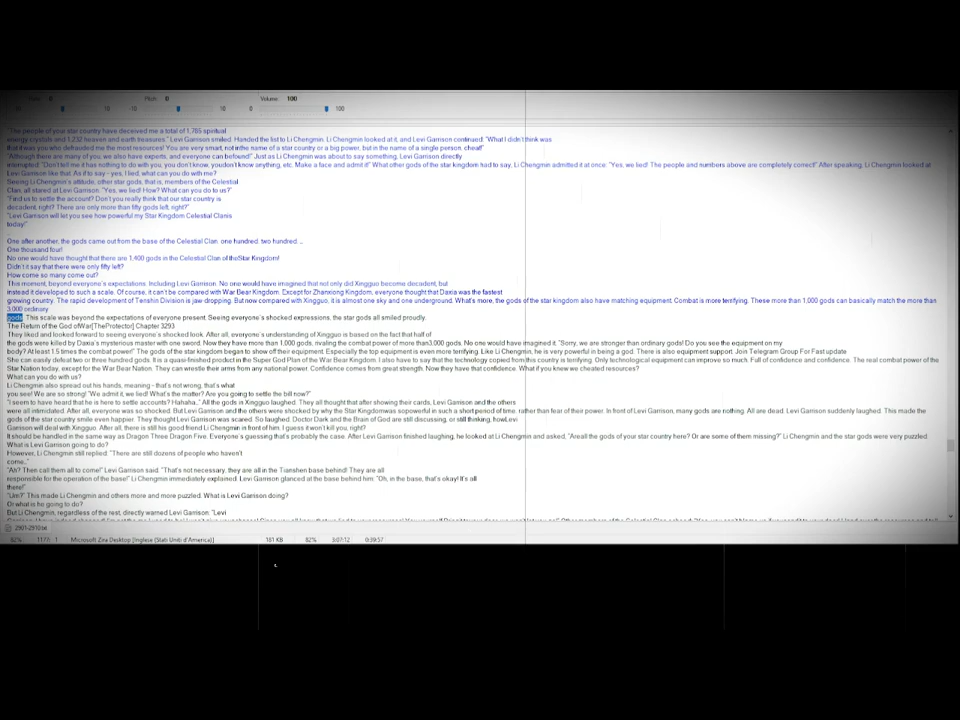 Pitch: 0 Volume: 100
10 -10 10 0 100
"The people of your star country have deceived me a total of 1,785 spiritual
energy crystals and 1,232 heaven and earth treasures." Levi Garrison smiled. Handed the list to Li Chengmin. Li Chengmin looked at it, and Levi Garrison continued: "What I didn't think was
that it was you who defrauded me the most resources! You are very smart, not in the name of a star country or a big power, but in the name of a single person, cheat!"
"Although there are many of you, we also have experts, and everyone can be found!" Just as Li Chengmin was about to say something, Levi Garrison directly
interrupted: "Don't tell me it has nothing to do with you, you don't know anything, etc. Make a face and admit it" What other gods of the star kingdom had to say, Li Chengmin admitted it at once: "Yes, we lied! The people and numbers above are completely correct!" After speaking, Li Chengmin looked at
Levi Garrison like that. As if to say - yes, I lied, what can you do with me?
Seeing Li Chengmin's attitude, other star gods, that is, members of the Celestial
Clan, all stared at Levi Garrison: "Yes, we lied! How? What can you do to us?"
"Find us to settle the account? Don't you really think that our star country is
decadent, right? There are only more than fifty gods left, right?"
"Levi Garrison will let you see how powerful my Star Kingdom Celestial Clan is
today!"
One after another, the gods came out from the base of the Celestial Clan. one hundred. two hundred....
One thousand four!
No one would have thought that there are 1,400 gods in the Celestial Clan of the Star Kingdom!
Didn't it say that there were only fifty left?
How come so many come out?
This moment, beyond everyone's expectations. Including Levi Garrison. No one would have imagined that not only did Xingguo become decadent, but
instead it developed to such a scale. Of course, it can't be compared with War Bear Kingdom. Except for Zhanxiong Kingdom, everyone thought that Daxia was the fastest
growing country. The rapid development of Tenshin Division is jaw-dropping. But now compared with Xingguo, it is almost one sky and one underground. What's more, the gods of the star kingdom also have matching equipment. Combat is more terrifying. These more than 1,000 gods can basically match the more than
3,000 ordinary
gods. This scale was beyond the expectations of everyone present. Seeing everyone's shocked expressions. the star gods all smiled proudly.
The Return of the God ofWar[TheProtector] Chapter 3293
They liked and looked forward to seeing everyone's shocked look. After all, everyone's understanding of Xingguo is based on the fact that half of
the gods were killed by Daxia's mysterious master with one sword. Now they have more than 1,000 gods, rivaling the combat power of more than3,000 gods. No one would have imagined it. "Sorry, we are stronger than ordinary gods! Do you see the equipment on my
body? At least 1.5 times the combat power!" The gods of the star kingdom began to show off their equipment. Especially the top equipment is even more terrifying. Like Li Chengmin, he is very powerful in being a god. There is also equipment support. Join Telegram Group For Fast update
She can easily defeat two or three hundred gods. It is a quasi-finished product in the Super God Plan of the War Bear Kingdom. I also have to say that the technology copied from this country is terrifying. Only technological equipment can improve so much. Full of confidence and confidence. The real combat power of the
Star Nation today, except for the War Bear Nation. They can wrestle their arms from any national power. Confidence comes from great strength. Now they have that confidence. What if you knew we cheated resources?
What can you do with us?
Li Chengmin also spread out his hands, meaning - that's not wrong, that's what
you see! We are so strong! "We admit it, we lied! What's the matter? Are you going to settle the bill now?"
"I seem to have heard that he is here to settle accounts? Hahaha.." All the gods in Xingguo laughed. They all thought that after showing their cards, Levi Garrison and the others
were all intimidated. After all, everyone was so shocked. But Levi Garrison and the others were shocked by why the Star Kingdomwas sopowerful in such a short period of time. rather than fear of their power. In front of Levi Garrison, many gods are nothing. All are dead. Levi Garrison suddenly laughed. This made the
gods of the star country smile even happier. They thought Levi Garrison was scared. So laughed. Doctor Dark and the Brain of God are still discussing, or still thinking, howLevi
Garrison will deal with Xingguo. After all, there is still his good friend Li Chengmin in front of him. I guess it won't kill you, right?
It should be handled in the same way as Dragon Three Dragon Five. Everyone's guessing that's probably the case. After Levi Garrison finished laughing, he looked at Li Chengmin and asked, "Areall the gods of your star country here? Or are some of them missing?" Li Chengmin and the star gods were very puzzled.
What is Levi Garrison going to do?
However, Li Chengmin still replied: "There are still dozens of people who haven't
come.."
"Ah? Then call them all to come!" Levi Garrison said. "That's not necessary, they are all in the Tianshen base behind! They are all
responsible for the operation of the base!" Li Chengmin immediately explained. Levi Garrison glanced at the base behind him: "Oh, in the base, that's okay! It's all
there!"
"Um?" This made Li Chengmin and others more and more puzzled. What is Levi Garrison doing?
Or what is he going to do?
But Li Chengmin, regardless of the rest, directly warned Levi Garrison: "Levi
2901-2910.txt
82% 1177: 1 Microsoft Zira Desktop [Inglese (Stati Uniti d'America)] 181 KB 82% 3:07:12 0:39:57